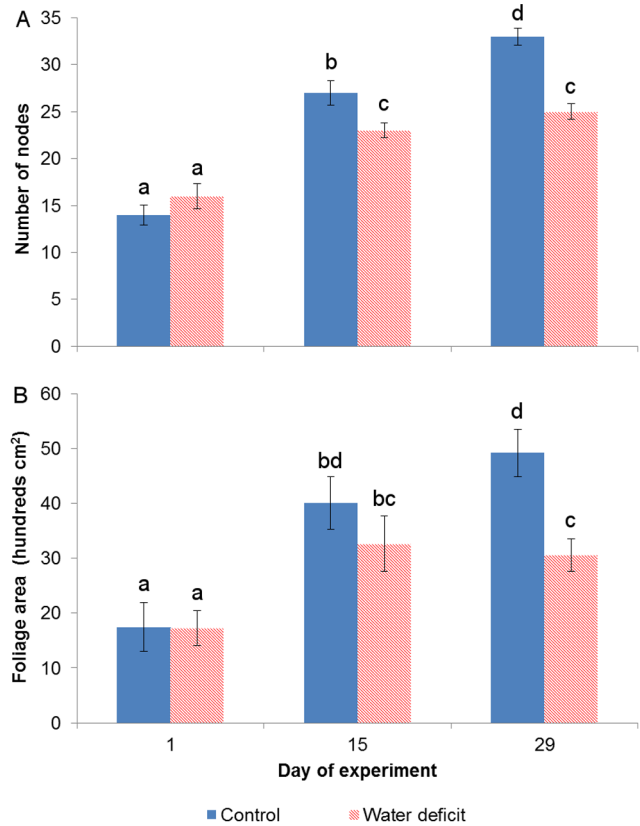 A
Number of nodes
35
30
25
20
15
10
5
0
a
a
b
c
d
c
B
Foliage area (hundreds cm²)
60
50
40
30
20
10
0
a
a
bd
bc
d
c
1 15 29
Day of experiment
Control Water deficit